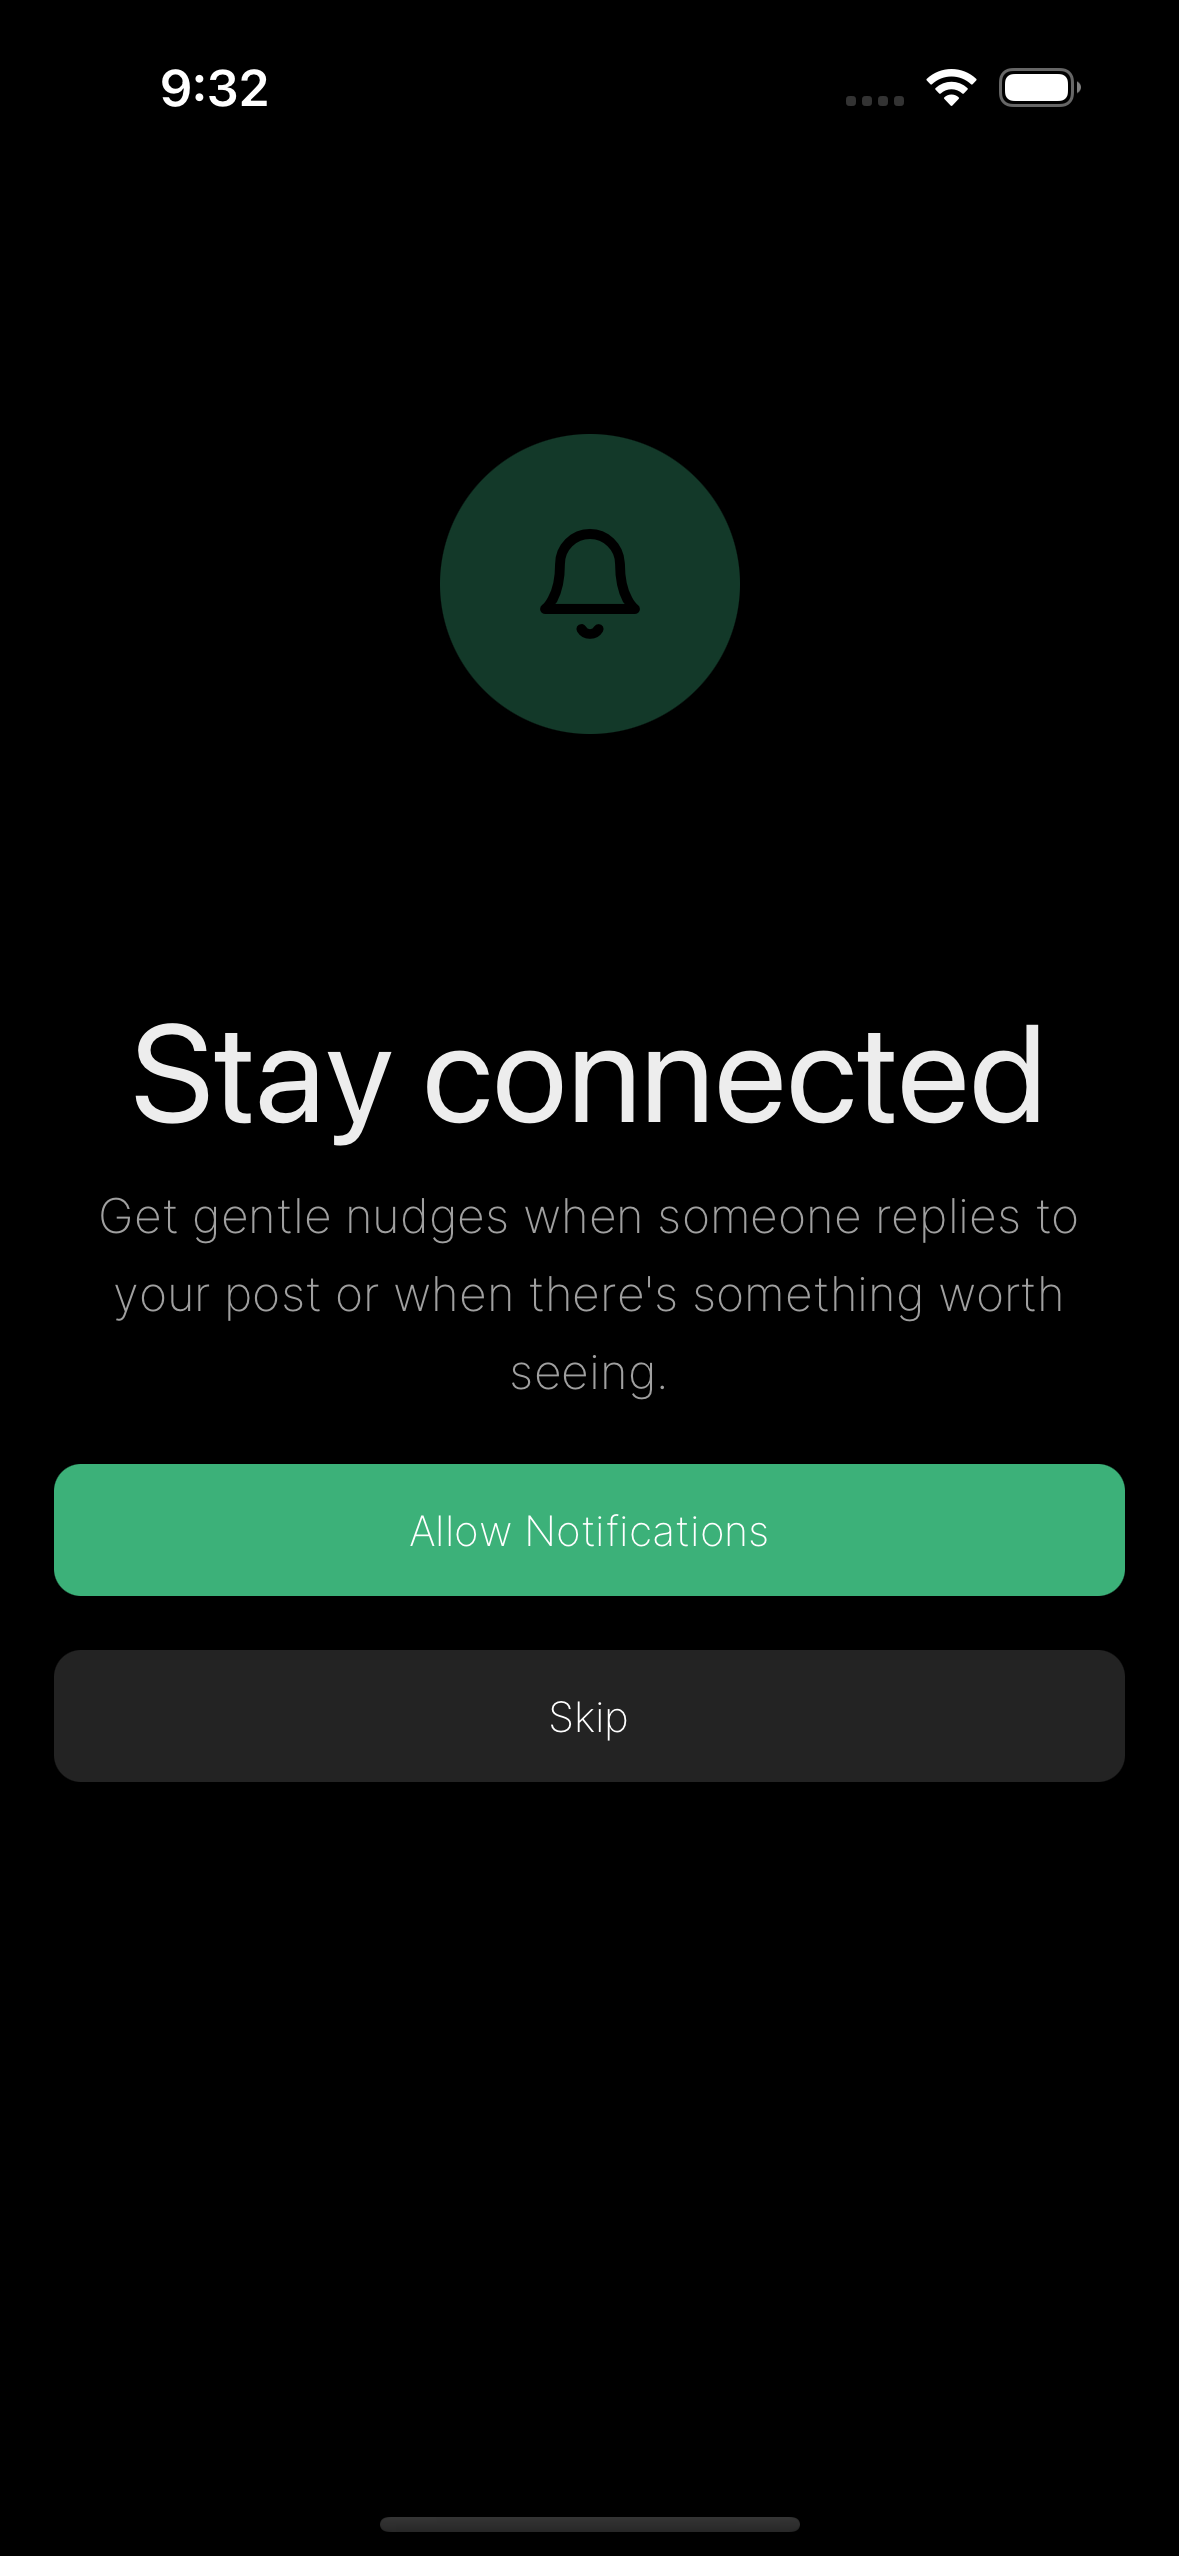 9:32
Stay connected
Get gentle nudges when someone replies to
your post or when there's something worth
seeing.
Allow Notifications
Skip